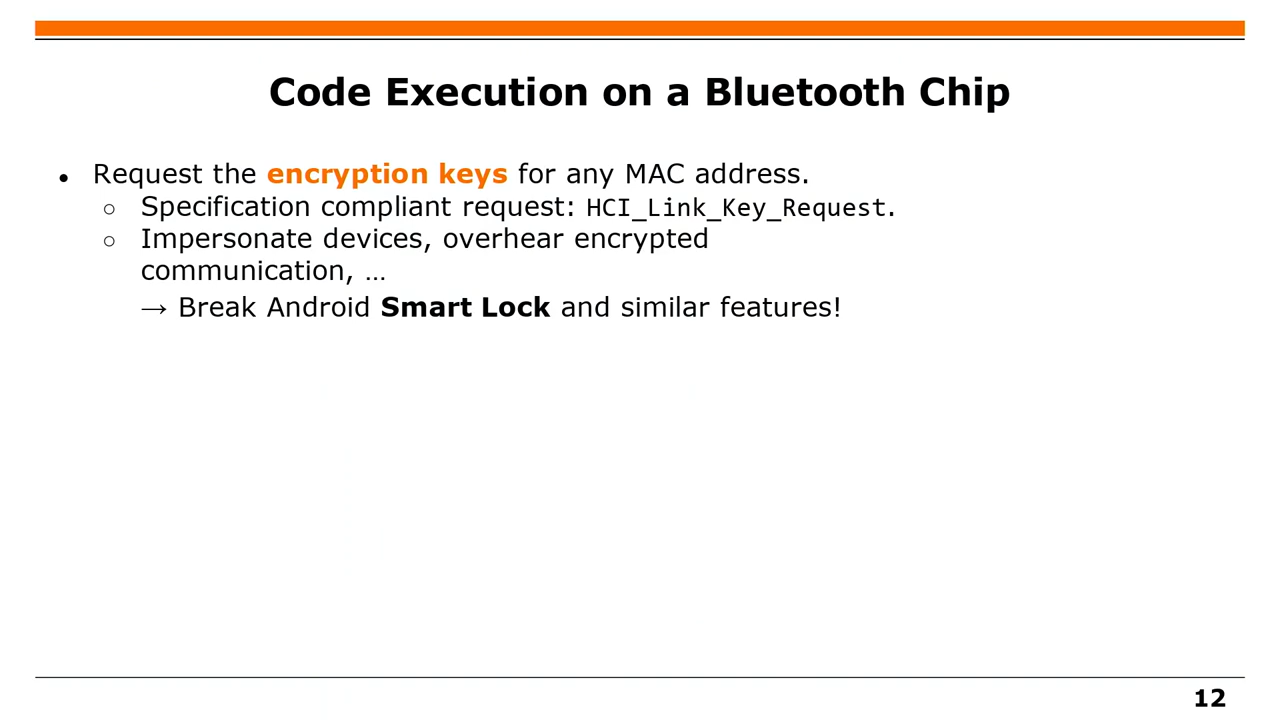 Code Execution on a Bluetooth Chip
● Request the encryption keys for any MAC address.
○ Specification compliant request: HCI_Link_Key_Request.
○ Impersonate devices, overhear encrypted
communication, …
→ Break Android Smart Lock and similar features!
12